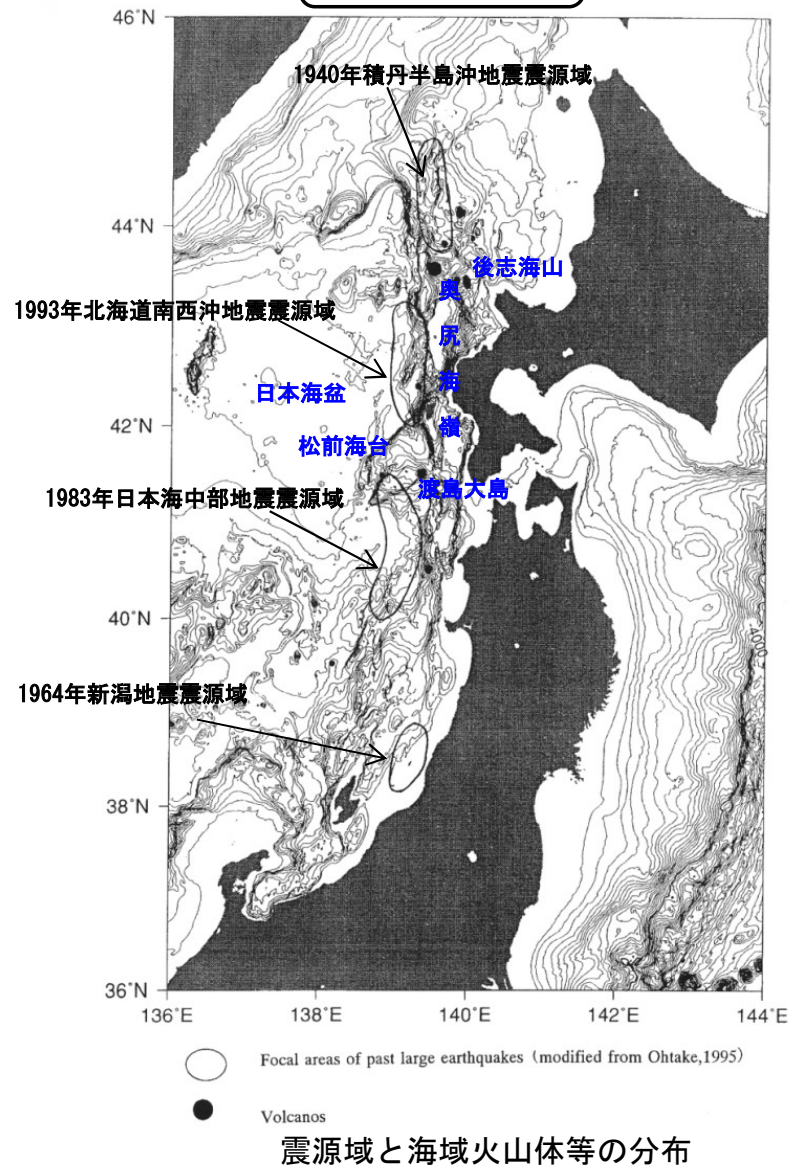 46°N
1940年積丹半島沖地震震源域
44°N
後志海山
奥尻海嶺
1993年北海道南西沖地震震源域
日本海盆
42°N
松前海台
渡島大島
1983年日本海中部地震震源域
40°N
4000
1964年新潟地震震源域
38°N
36°N
136°E
138°E
140°E
142°E
144°E
Focal areas of past large earthquakes (modified from Ohtake,1995)
Volcanos
震源域と海域火山体等の分布